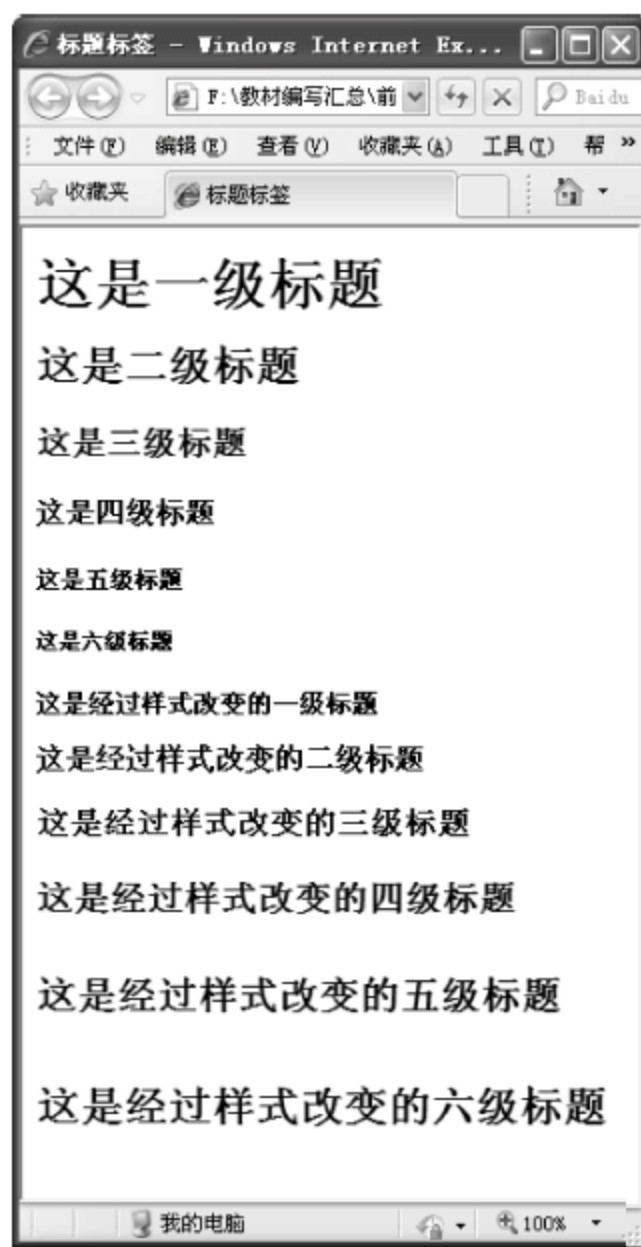 标题标签 - Windows Internet Ex...
F:\教材编写汇总\前
Baidu
文件(F) 编辑(E) 查看(V) 收藏夹(A) 工具(T) 帮 »
收藏夹 标题标签
这是一级标题
这是二级标题
这是三级标题
这是四级标题
这是五级标题
这是六级标题
这是经过样式改变的一级标题
这是经过样式改变的二级标题
这是经过样式改变的三级标题
这是经过样式改变的四级标题
这是经过样式改变的五级标题
这是经过样式改变的六级标题
我的电脑 100%